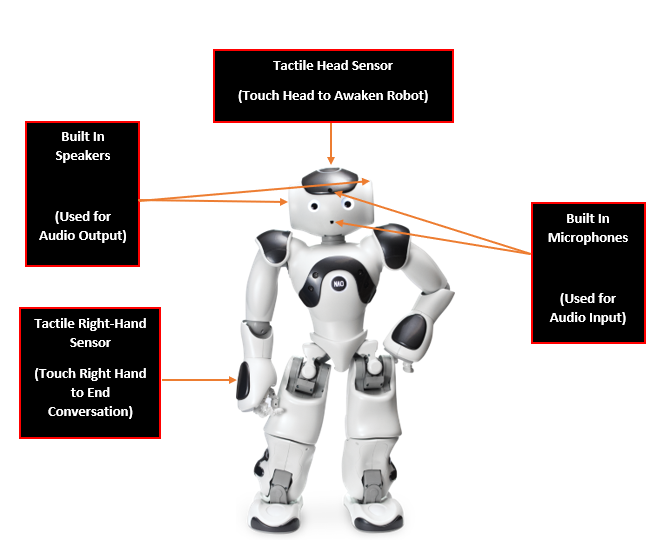 Tactile Head Sensor
(Touch Head to Awaken Robot)
Built In
Speakers
(Used for
Audio Output)
Built In
Microphones
(Used for
Audio Input)
Tactile Right-Hand
Sensor
(Touch Right Hand
to End
Conversation)
NAO